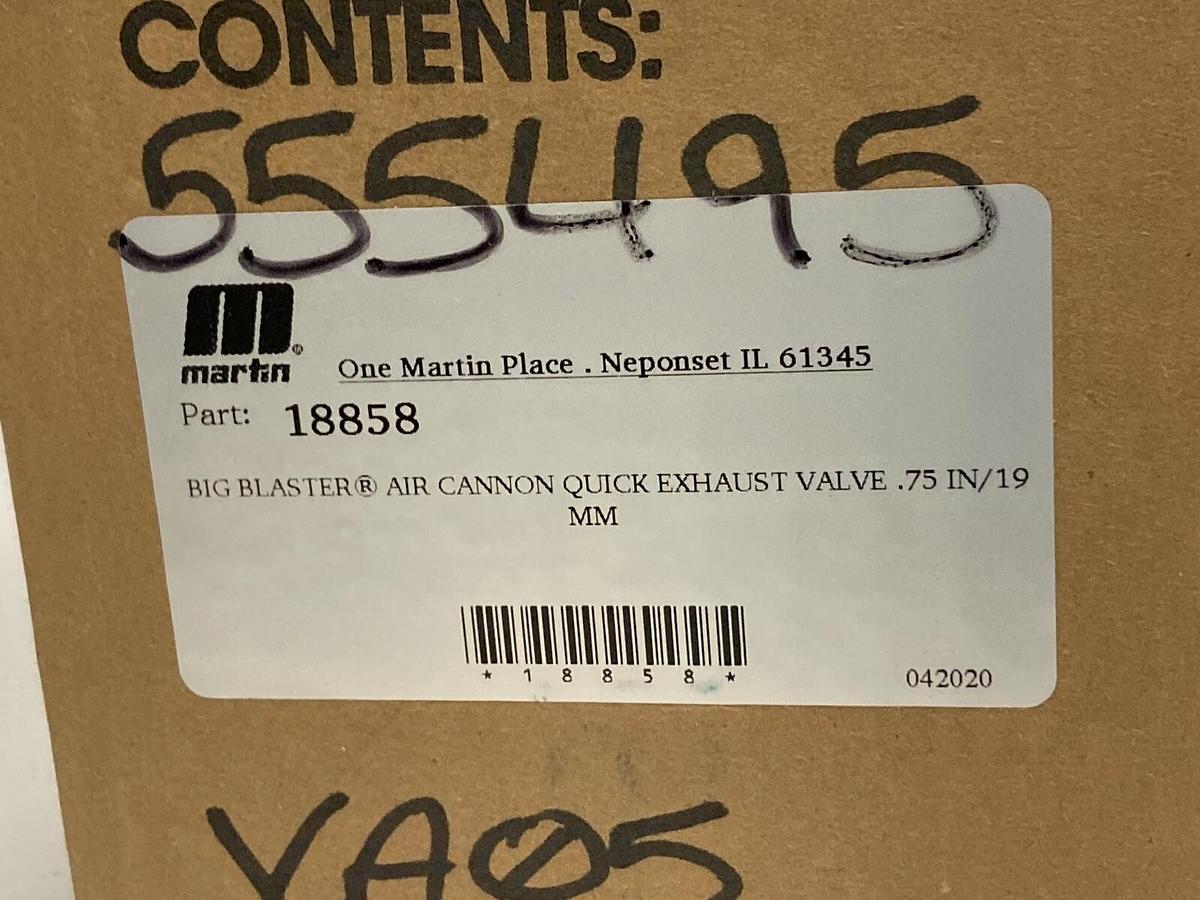 CONTENTS:
555495
martin®
One Martin Place . Neponset IL 61345
Part: 18858
BIG BLASTER® AIR CANNON QUICK EXHAUST VALVE .75 IN/19
MM
* 1 8 8 5 8 *
042020
VAØ5